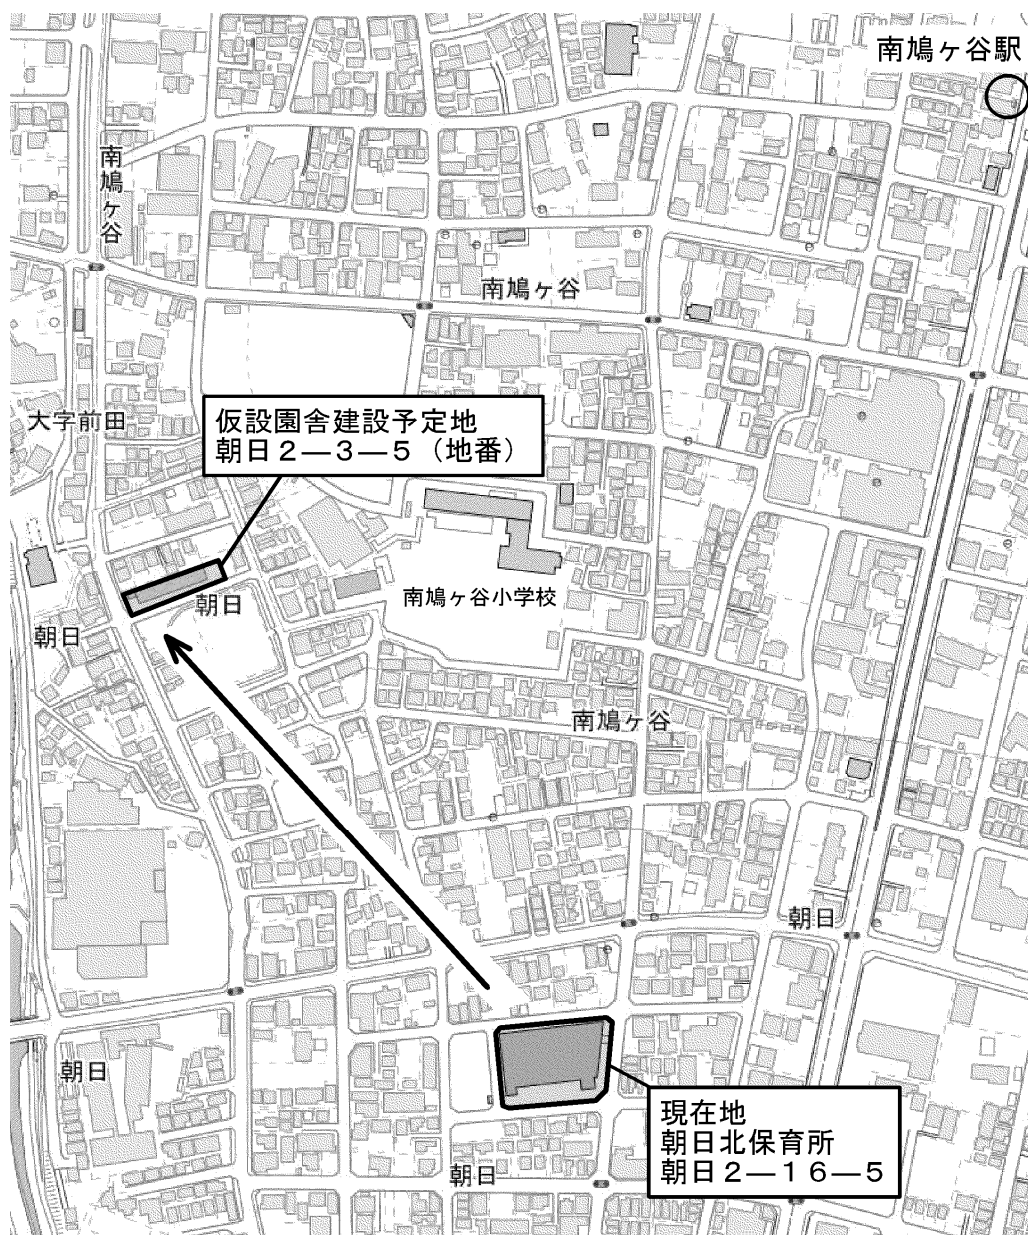 南鳩ヶ谷駅
南鳩ヶ谷
南鳩ヶ谷
大字前田
仮設園舎建設予定地
朝日２―３―５（地番）
南鳩ヶ谷小学校
朝日
朝日
南鳩ヶ谷
朝日
朝日
現在地
朝日北保育所
朝日２―１６―５
朝日